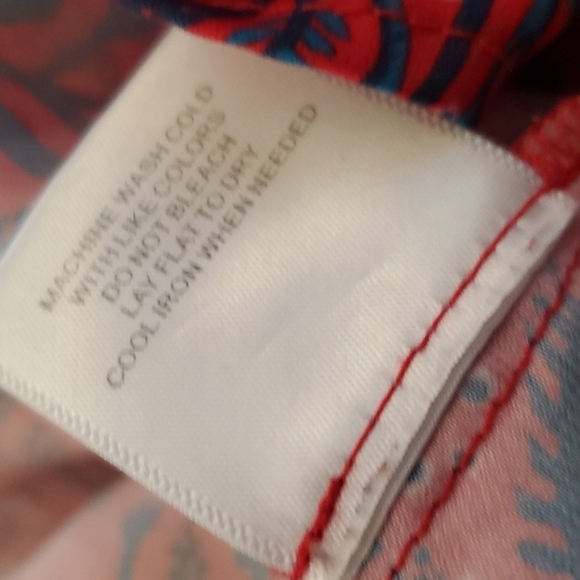 MACHINE WASH COLD
WITH LIKE COLORS
DO NOT BLEACH
LAY FLAT TO DRY
COOL IRON WHEN NEEDED